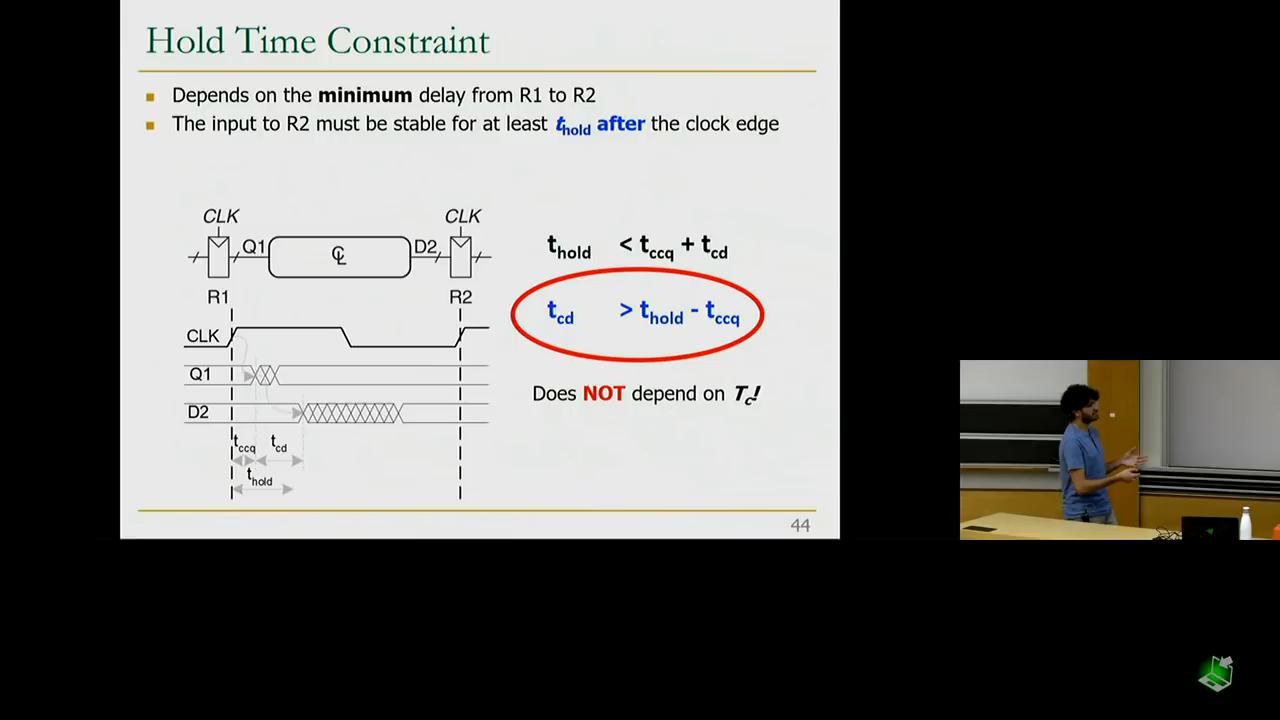 Hold Time Constraint
Depends on the minimum delay from R1 to R2
The input to R2 must be stable for at least thold after the clock edge
CLK CLK
Q1 CL D2
R1 R2
thold < tccq + tcd
tcd > thold - tccq
CLK
Q1
D2
Does NOT depend on Tc!
tccq tcd
thold
44